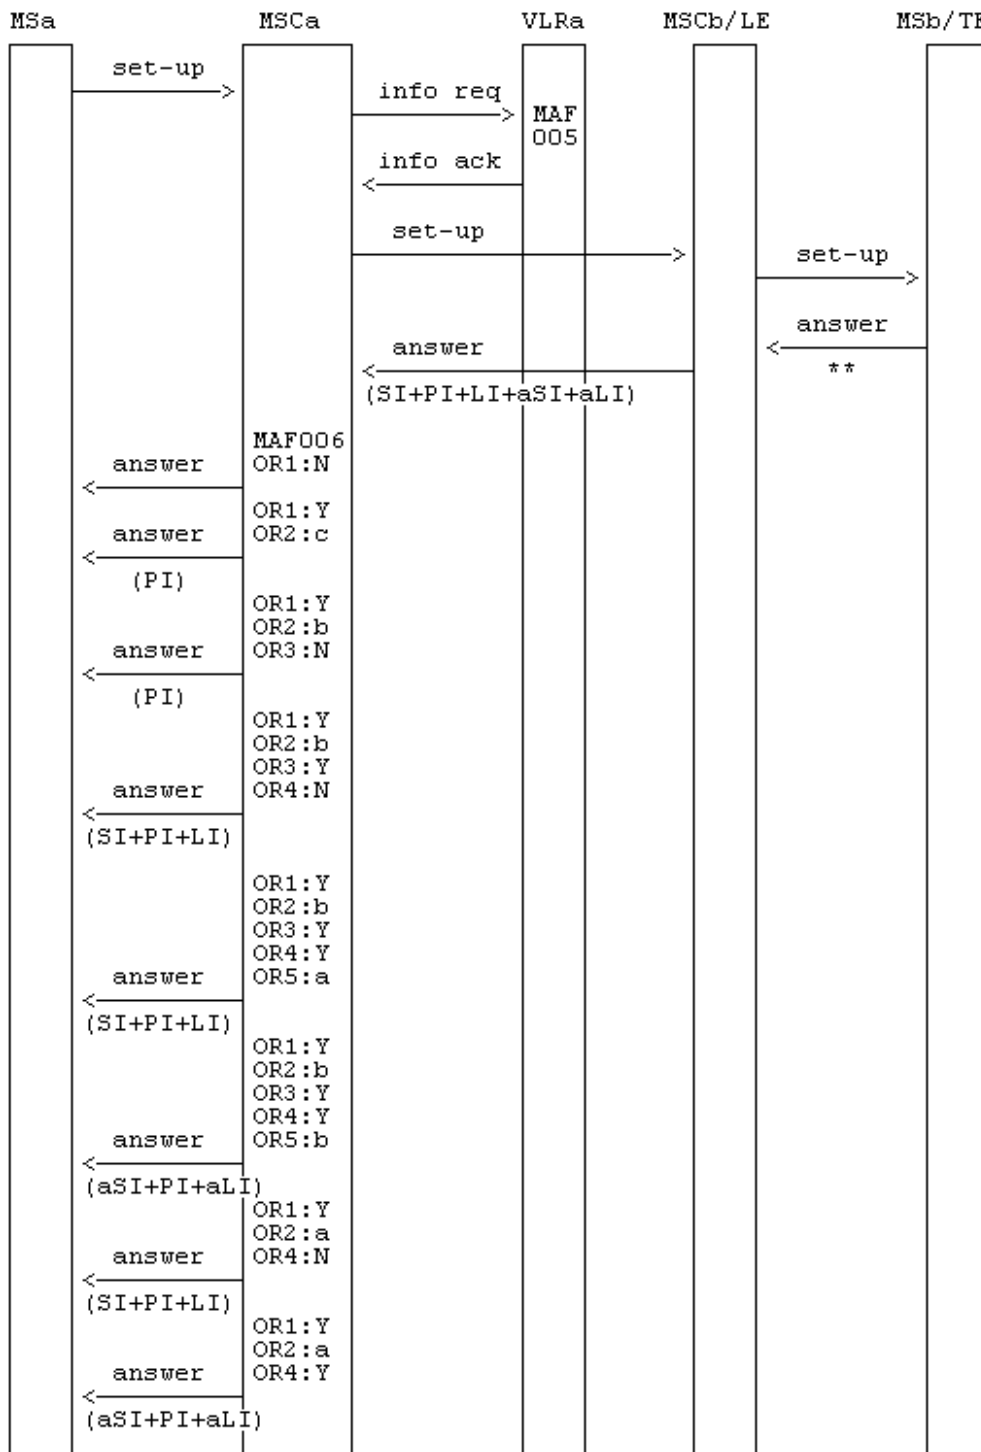 MSa MSCa VLRa MSCb/LE MSb/TE
set-up
info req
MAF
005
info ack
set-up
set-up
answer
answer
**
(SI+PI+LI+aSI+aLI)
MAF006
answer OR1:N
OR1:Y
answer OR2:c
(PI)
OR1:Y
OR2:b
answer OR3:N
(PI)
OR1:Y
OR2:b
OR3:Y
answer OR4:N
(SI+PI+LI)
OR1:Y
OR2:b
OR3:Y
OR4:Y
answer OR5:a
(SI+PI+LI)
OR1:Y
OR2:b
OR3:Y
OR4:Y
answer OR5:b
(aSI+PI+aLI)
OR1:Y
OR2:a
answer OR4:N
(SI+PI+LI)
OR1:Y
OR2:a
answer OR4:Y
(aSI+PI+aLI)